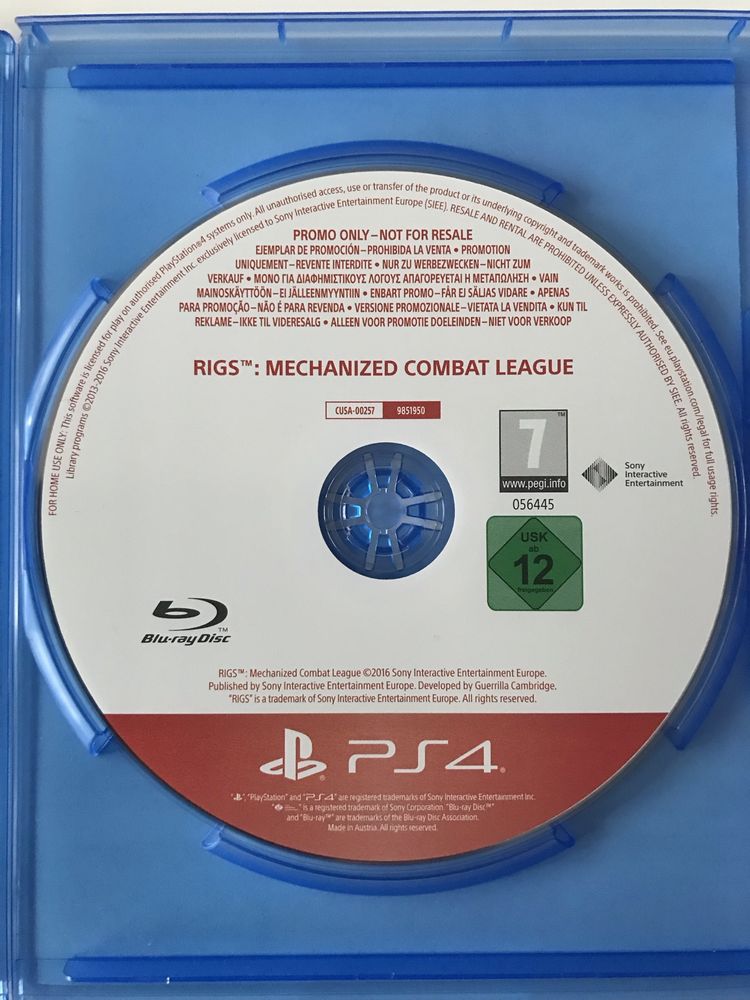 FOR HOME USE ONLY: This software is licensed for play on authorised PlayStation®4 systems only. All unauthorised access, use or transfer of the product or its underlying copyright and trademark works is prohibited. See eu.playstation.com/legal for full usage rights.
Library programs ©2013-2016 Sony Interactive Entertainment Inc. exclusively licensed to Sony Interactive Entertainment Europe (SIEE). RESALE AND RENTAL ARE PROHIBITED UNLESS EXPRESSLY AUTHORISED BY SIEE. All rights reserved.
PROMO ONLY – NOT FOR RESALE
EJEMPLAR DE PROMOCIÓN – PROHIBIDA LA VENTA • PROMOTION
UNIQUEMENT – REVENTE INTERDITE • NUR ZU WERBEZWECKEN – NICHT ZUM
VERKAUF • ΜΟΝΟ ΓΙΑ ΔΙΑΦΗΜΙΣΤΙΚΟΥΣ ΛΟΓΟΥΣ ΑΠΑΓΟΡΕΥΕΤΑΙ Η ΜΕΤΑΠΩΛΗΣΗ • VAIN
MAINOSKÄYTTÖÖN – EI JÄLLEENMYYNTIIN • ENBART PROMO – FÅR EJ SÄLJAS VIDARE • APENAS
PARA PROMOÇÃO – NÃO É PARA REVENDA • VERSIONE PROMOZIONALE – VIETATA LA VENDITA • KUN TIL
REKLAME – IKKE TIL VIDERESALG • ALLEEN VOOR PROMOTIE DOELEINDEN – NIET VOOR VERKOOP
RIGS™: MECHANIZED COMBAT LEAGUE
CUSA-00257 9851950
7 ™
www.pegi.info
056445
Sony
Interactive
Entertainment
USK
ab
12
freigegeben
Blu-ray Disc™
RIGS™: Mechanized Combat League ©2016 Sony Interactive Entertainment Europe.
Published by Sony Interactive Entertainment Europe. Developed by Guerrilla Cambridge.
"RIGS" is a trademark of Sony Interactive Entertainment Europe. All rights reserved.
PS4®
"", "PlayStation" and "PS4" are registered trademarks of Sony Interactive Entertainment Inc.
"" is a registered trademark of Sony Corporation. "Blu-ray Disc™"
and "Blu-ray™" are trademarks of the Blu-ray Disc Association.
Made in Austria. All rights reserved.